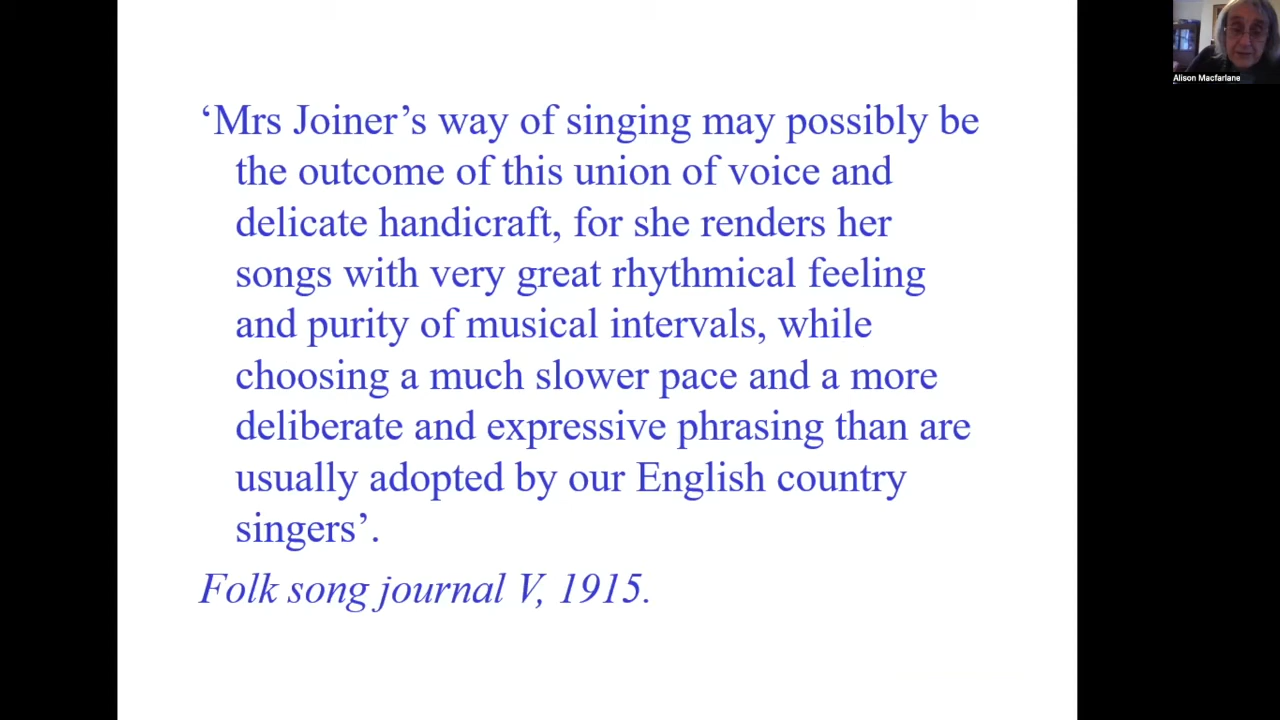 ‘Mrs Joiner’s way of singing may possibly be
the outcome of this union of voice and
delicate handicraft, for she renders her
songs with very great rhythmical feeling
and purity of musical intervals, while
choosing a much slower pace and a more
deliberate and expressive phrasing than are
usually adopted by our English country
singers’.
Folk song journal V, 1915.
Alison Macfarlane